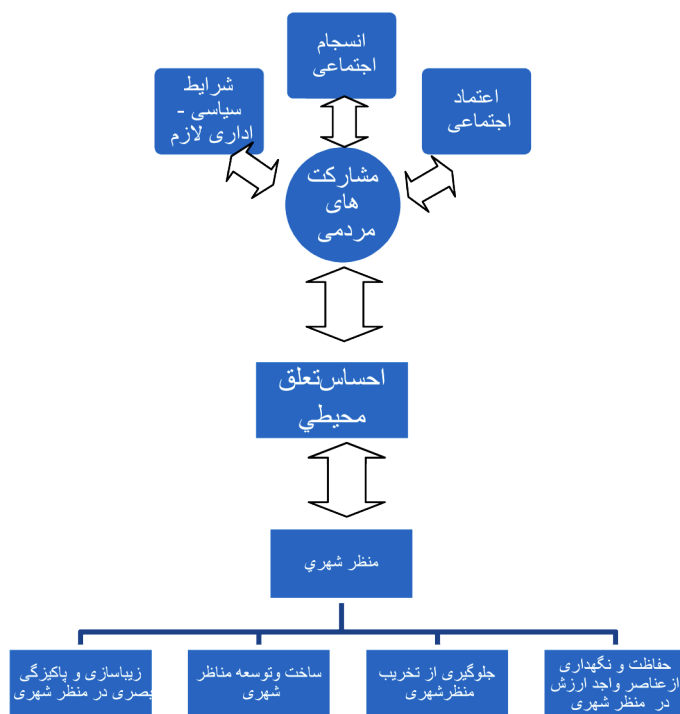 انسجام
اجتماعی
اعتماد
اجتماعی
شرایط
سیاسی -
اداری لازم
مشارکت
های
مردمی
احساس‌تعلق
محيطي
منظر شهري
حفاظت و نگهداری
ازعناصر واجد ارزش
در منظر شهری
جلوگیری از تخریب
منظرشهری
ساخت وتوسعه مناظر
شهری
زیباسازی و پاکیزگی
بصری در منظر شهری